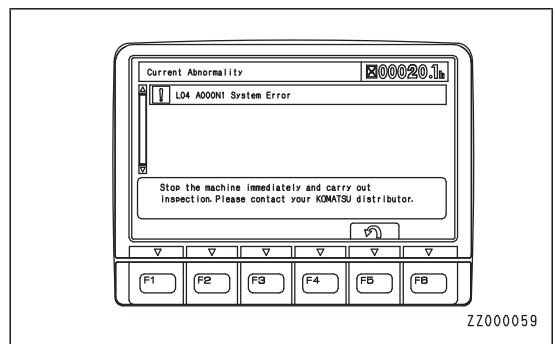 Current Abnormality
00020.1h
L04 A000N1 System Error
Stop the machine immediately and carry out
inspection. Please contact your KOMATSU distributor.
F1 F2 F3 F4 F5 F6
ZZ000059